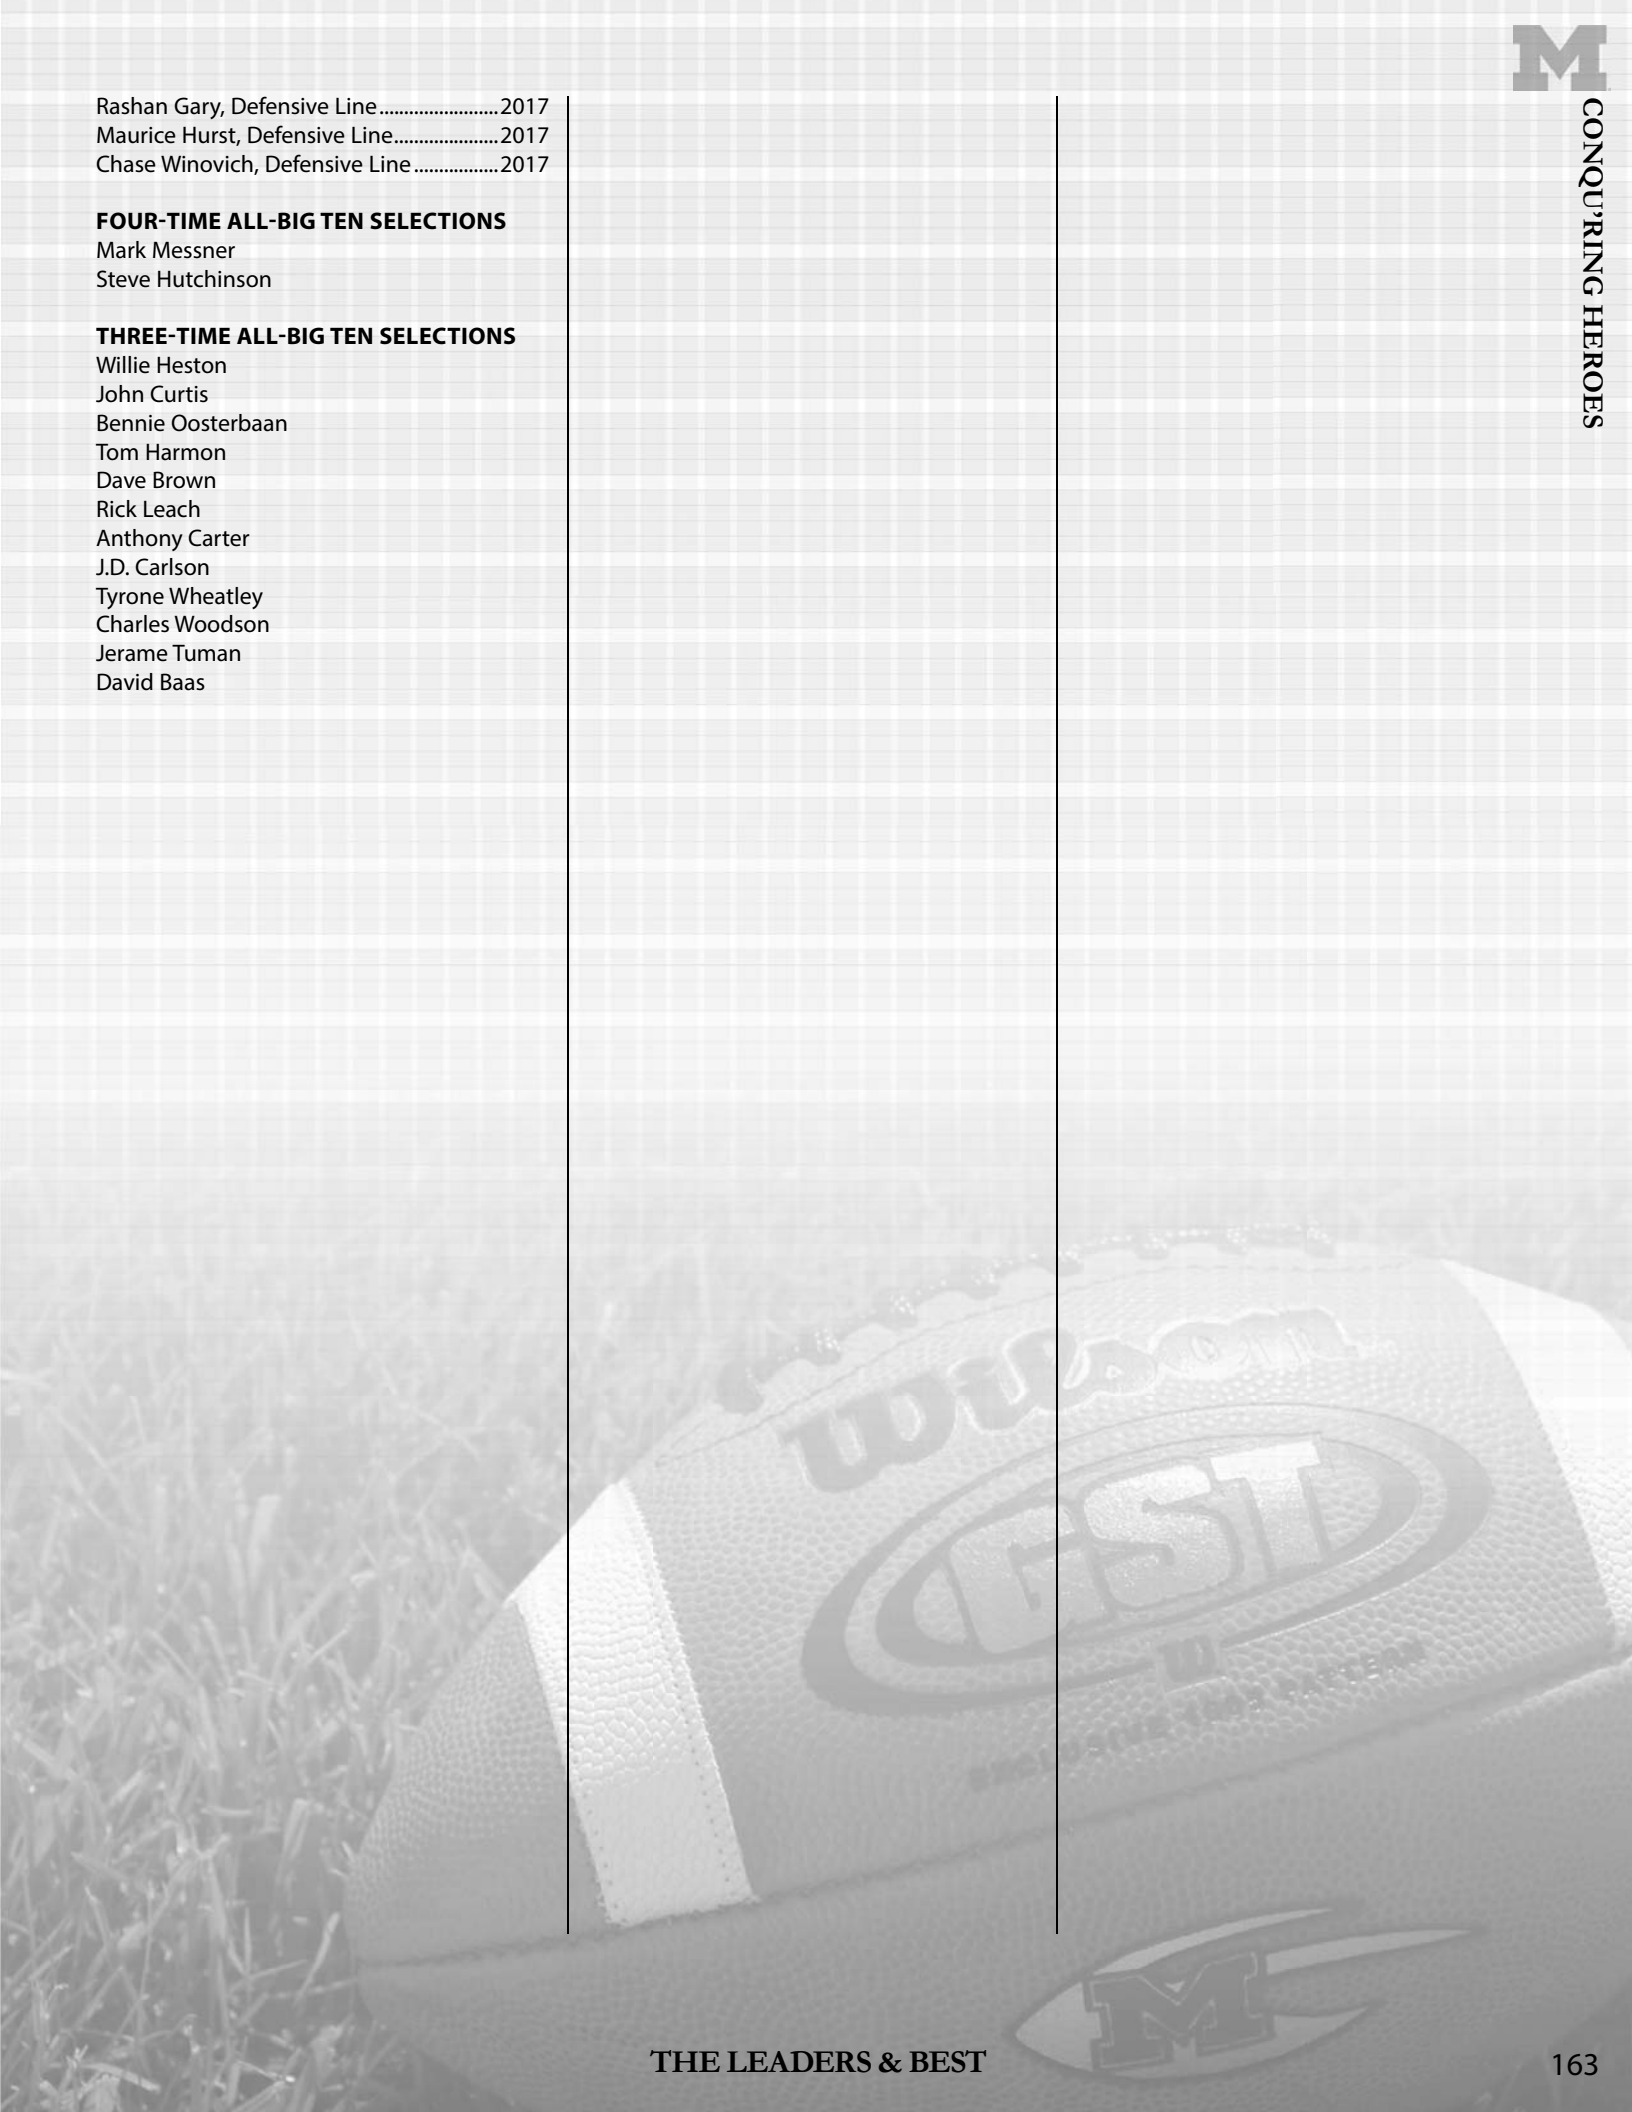 M
CONQU'RING HEROES
Rashan Gary, Defensive Line.......................2017
Maurice Hurst, Defensive Line.....................2017
Chase Winovich, Defensive Line.................2017
FOUR-TIME ALL-BIG TEN SELECTIONS
Mark Messner
Steve Hutchinson
THREE-TIME ALL-BIG TEN SELECTIONS
Willie Heston
John Curtis
Bennie Oosterbaan
Tom Harmon
Dave Brown
Rick Leach
Anthony Carter
J.D. Carlson
Tyrone Wheatley
Charles Woodson
Jerame Tuman
David Baas
Wilson
GST
M
THE LEADERS & BEST
163